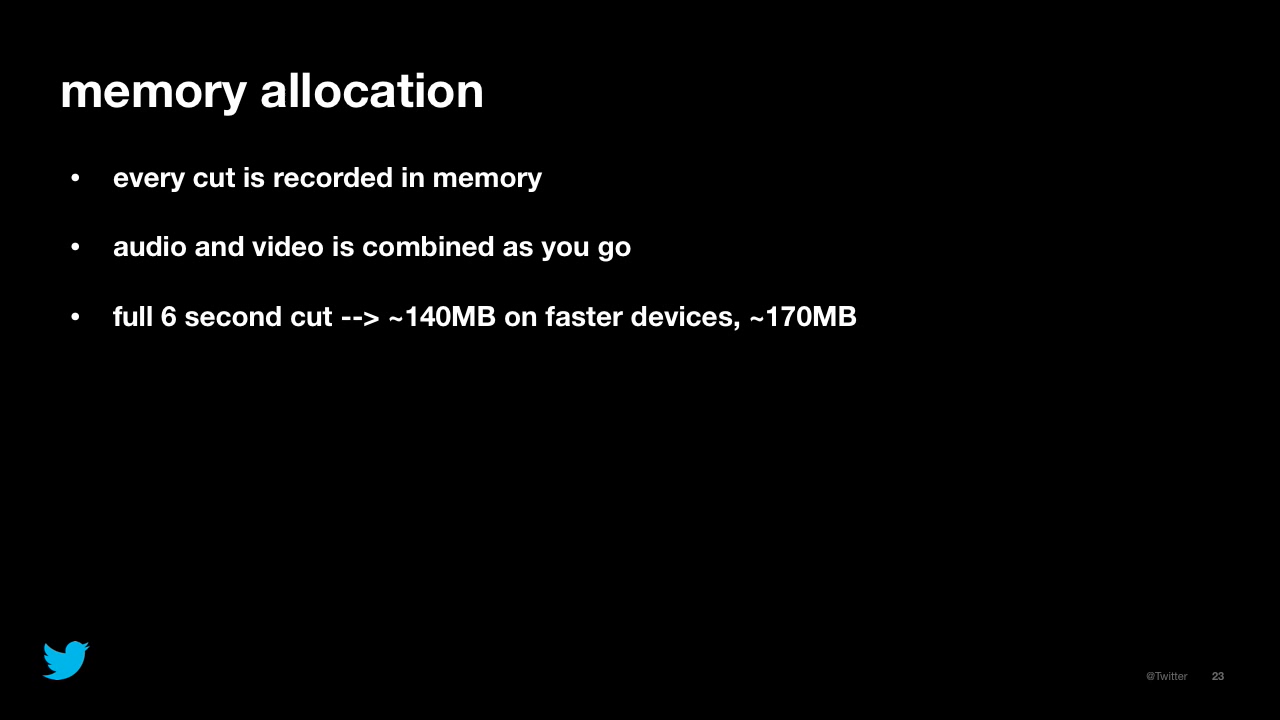 memory allocation
• every cut is recorded in memory
• audio and video is combined as you go
• full 6 second cut --> ~140MB on faster devices, ~170MB
@Twitter 23